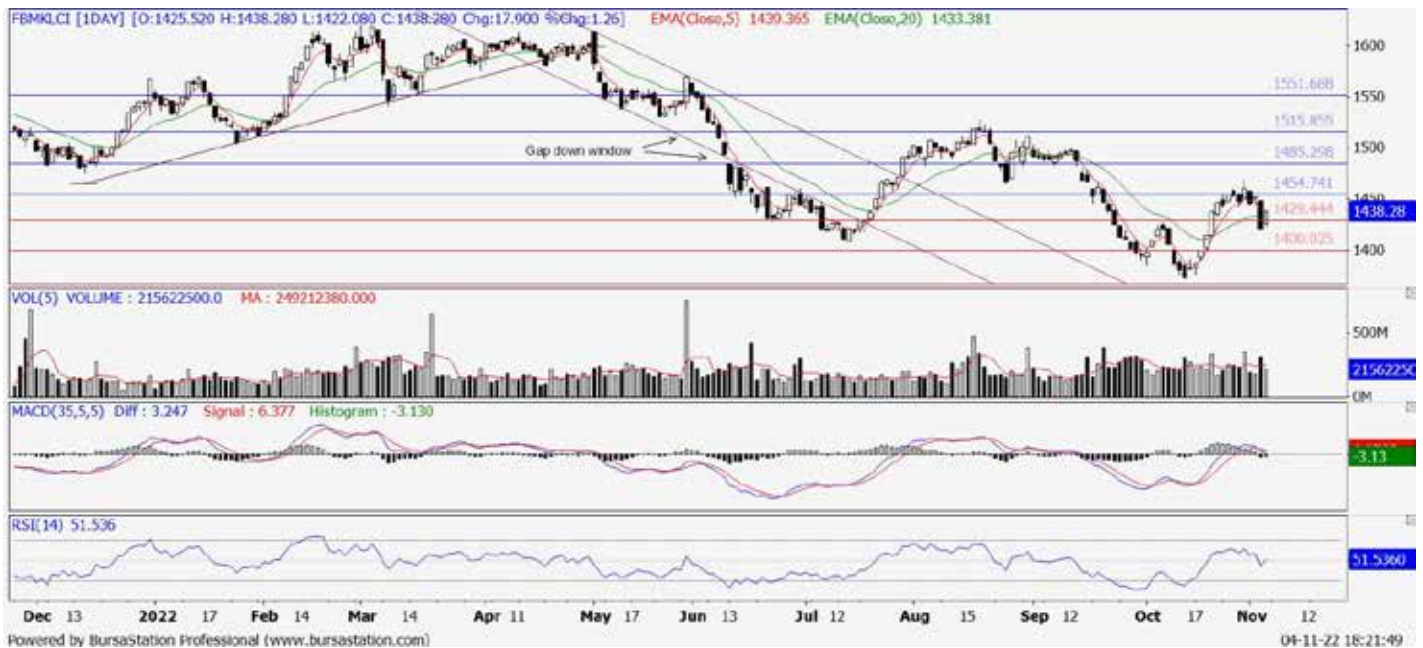 FBMKLCI [1DAY] [O:1425.520 H:1438.280 L:1422.080 C:1438.280 Chg:17.900 %Chg:1.26] EMA(Close,5) 1439.365 EMA(Close,20) 1433.381
1600
1551.688
1550
1515.855
Gap down window
1500
1485.298
1454.741
1450
1438.28
1429.444
1400.025
1400
VOL(5) VOLUME : 215622500.0 MA : 249212380.000
500M
21562250
0M
MACD(35,5,5) Diff : 3.247 Signal : 6.377 Histogram : -3.130
-3.13
RSI(14) 51.536
51.5360
Dec 13 2022 17 Feb 14 Mar 14 Apr 11 May 17 Jun 13 Jul 12 Aug 15 Sep 12 Oct 17 Nov 12
Powered by BursaStation Professional (www.bursastation.com) 04-11-22 18:21:49